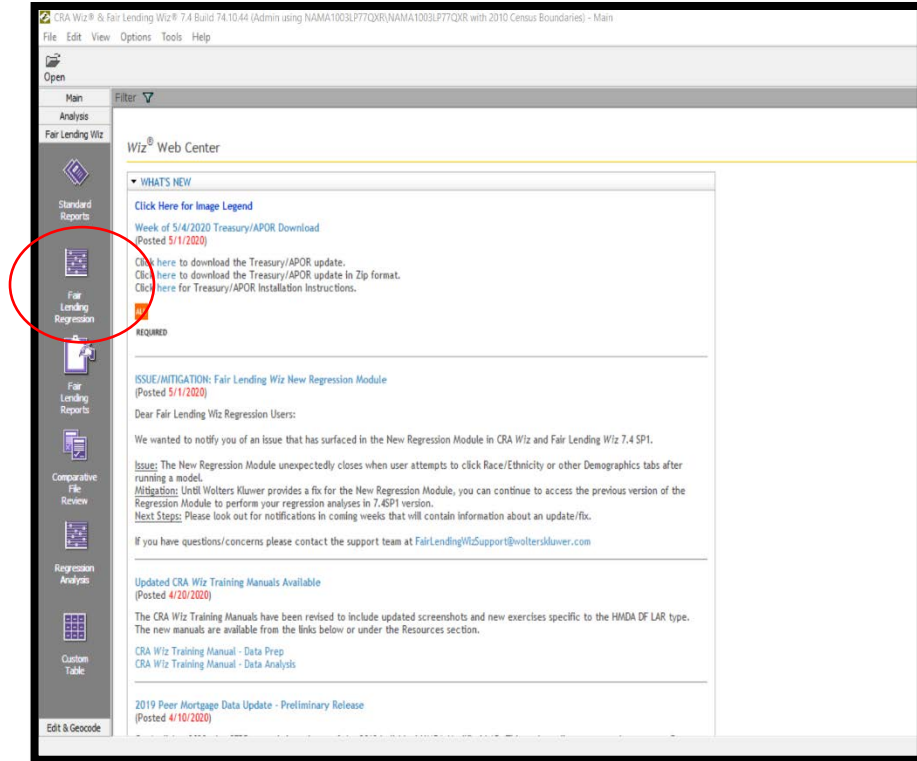 CRA Wiz® & Fair Lending Wiz® 7.4 Build 74.10.44 (Admin using NAMA1003LP77QXR\NAMA1003LP77QXR with 2010 Census Boundaries) - Main
File Edit View Options Tools Help
Open
Main
Filter
Analysis
Fair Lending Wiz
Standard
Reports
Fair
Lending
Regression
Fair
Lending
Reports
Comparative
File
Review
Regression
Analysis
Custom
Table
Edit & Geocode
Wiz® Web Center
WHAT'S NEW
Click Here for Image Legend
Week of 5/4/2020 Treasury/APOR Download
(Posted 5/1/2020)
Click here to download the Treasury/APOR update.
Click here to download the Treasury/APOR update in Zip format.
Click here for Treasury/APOR Installation Instructions.
REQUIRED
ISSUE/MITIGATION: Fair Lending Wiz New Regression Module
(Posted 5/1/2020)
Dear Fair Lending Wiz Regression Users:
We wanted to notify you of an issue that has surfaced in the New Regression Module in CRA Wiz and Fair Lending Wiz 7.4 SP1.
Issue: The New Regression Module unexpectedly closes when user attempts to click Race/Ethnicity or other Demographics tabs after
running a model.
Mitigation: Until Wolters Kluwer provides a fix for the New Regression Module, you can continue to access the previous version of the
Regression Module to perform your regression analyses in 7.4SP1 version.
Next Steps: Please look out for notifications in coming weeks that will contain information about an update/fix.
If you have questions/concerns please contact the support team at FairLendingWizSupport@wolterskluwer.com
Updated CRA Wiz Training Manuals Available
(Posted 4/20/2020)
The CRA Wiz Training Manuals have been revised to include updated screenshots and new exercises specific to the HMDA DF LAR type.
The new manuals are available from the links below or under the Resources section.
CRA Wiz Training Manual - Data Prep
CRA Wiz Training Manual - Data Analysis
2019 Peer Mortgage Data Update - Preliminary Release
(Posted 4/10/2020)